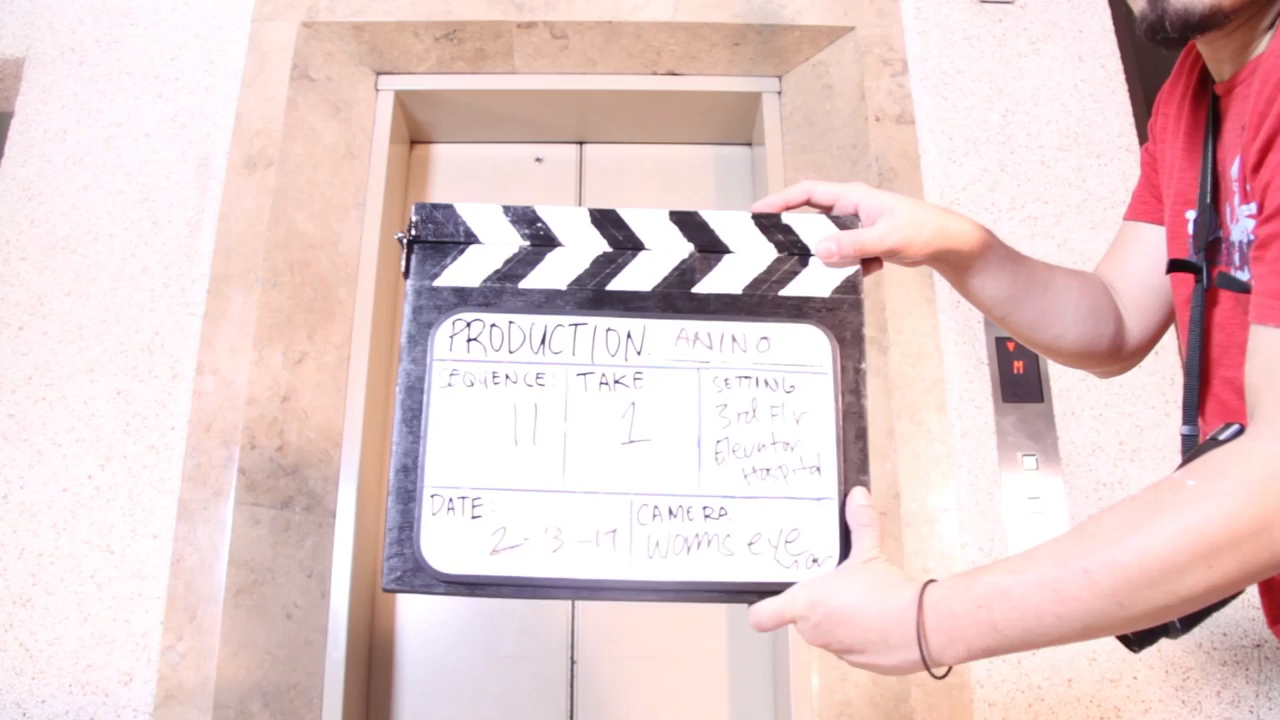 PRODUCTION. ANINO
SEQUENCE: 11
TAKE 1
SETTING
3rd Flr
Elevator
Hospital
DATE: 2-3-17
CAMERA.
Worms eye
M